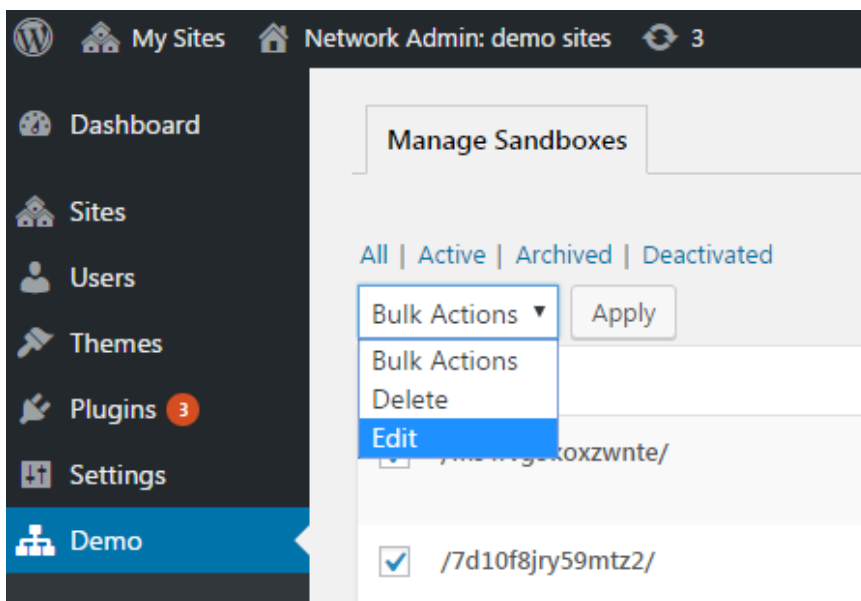 My Sites Network Admin: demo sites 3
Dashboard
Sites
Users
Themes
Plugins 3
Settings
Demo
Manage Sandboxes
All | Active | Archived | Deactivated
Bulk Actions Apply
Bulk Actions
Delete
Edit
/7d10f8jry59mtz2/